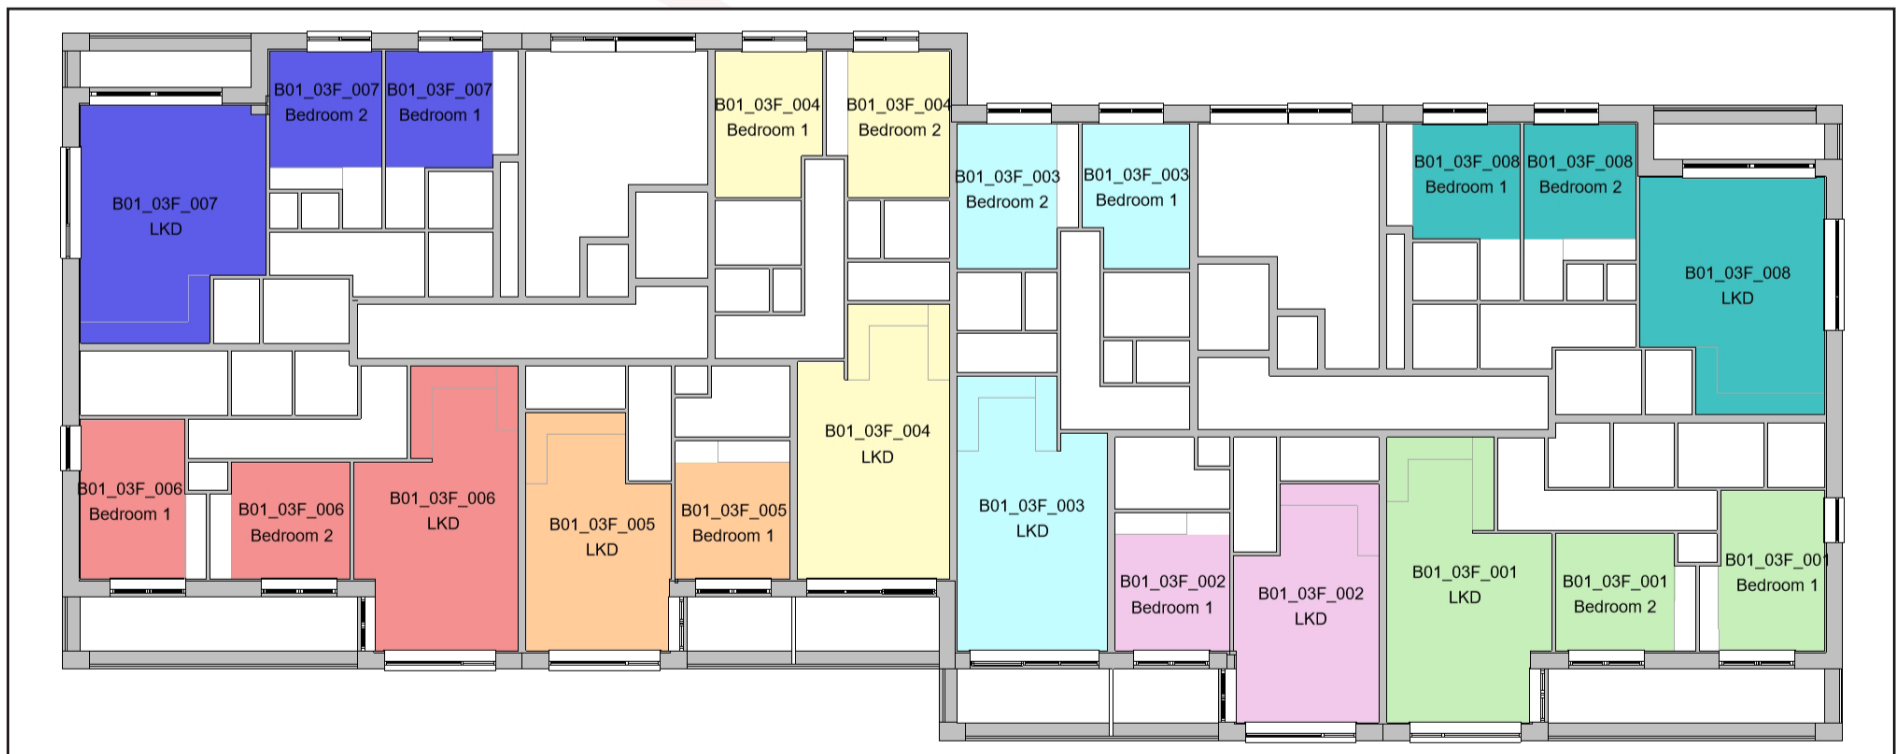 B01_03F_007
Bedroom 2
B01_03F_007
Bedroom 1
B01_03F_004
Bedroom 1
B01_03F_004
Bedroom 2
B01_03F_003
Bedroom 2
B01_03F_003
Bedroom 1
B01_03F_008
Bedroom 1
B01_03F_008
Bedroom 2
B01_03F_007
LKD
B01_03F_008
LKD
B01_03F_004
LKD
B01_03F_006
Bedroom 1
B01_03F_006
Bedroom 2
B01_03F_006
LKD
B01_03F_005
LKD
B01_03F_005
Bedroom 1
B01_03F_003
LKD
B01_03F_002
Bedroom 1
B01_03F_002
LKD
B01_03F_001
LKD
B01_03F_001
Bedroom 2
B01_03F_001
Bedroom 1